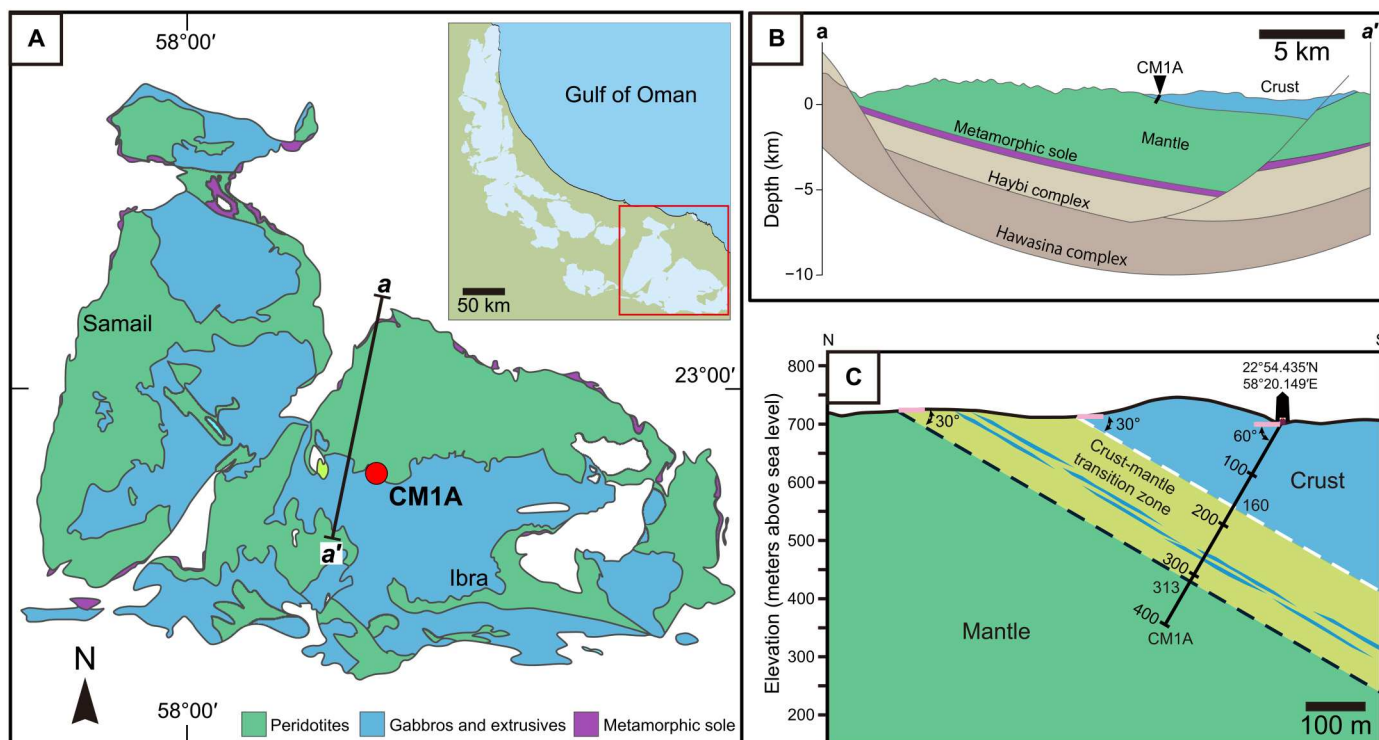 A
58°00′
Gulf of Oman
50 km
Samail
a
23°00′
CM1A
a′
Ibra
N
58°00′
Peridotites
Gabbros and extrusives
Metamorphic sole
B
a
a′
5 km
CM1A
Crust
0
Metamorphic sole
Mantle
Haybi complex
−5
Hawasina complex
−10
Depth (km)
N
S
C
22°54.435′N
58°20.149′E
800
700
600
500
400
300
200
Elevation (meters above sea level)
30°
30°
60°
Crust-mantle
transition zone
100
Crust
160
200
300
313
400
CM1A
Mantle
100 m